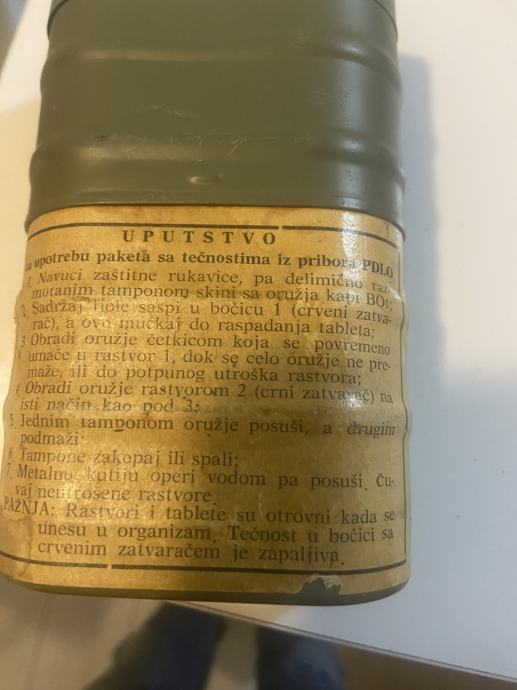 UPUTSTVO
za upotrebu paketa sa tečnostima iz pribora PDLO
1. Navuci zaštitne rukavice, pa delimično raz-
motanim tamponom skini sa oružja kapi BOt;
2. Sadržaj fiole saspi u bočicu 1 (crveni zatva-
rač), a ovo mućkaj do raspadanja tableta;
3 Obradi oružje četkicom koja se povremeno
umače u rastvor 1, dok se celo oružje ne pre-
maže, ili do potpunog utroška rastvora;
4 Obradi oružje rastvorom 2 (crni zatvarač) na
isti način kao pod 3;
5. Jednim tamponom oružje posuši, a drugim
podmaži;
6. Tampone zakopaj ili spali;
7. Metalnu kutiju operi vodom pa posuši. Ču-
vaj neutrošene rastvore.
PAŽNJA: Rastvori i tablete su otrovni kada se
unesu u organizam. Tečnost u bočici sa
crvenim zatvaračem je zapaljiva.